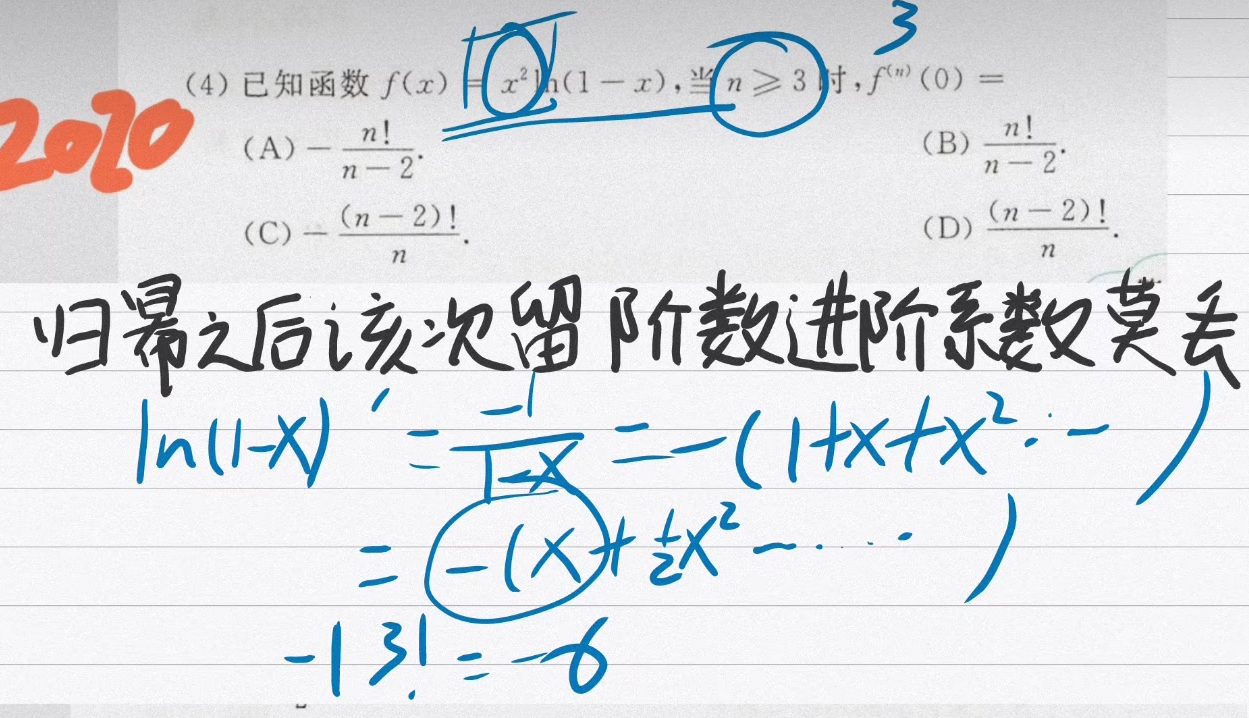 3
(4) 已知函数 f(x) = x²ln(1 − x), 当 n ⩾ 3 时, f⁽ⁿ⁾(0) =
2020
(A) − n!/(n − 2). (B) n!/(n − 2).
(C) − (n − 2)!/n. (D) (n − 2)!/n.
归幂之后该次留 阶数进阶系数莫丢
ln(1-x)′ = -1/(1-x) = -(1+x+x²···)
= -(x+½x²-·····)
-1 3! = -6